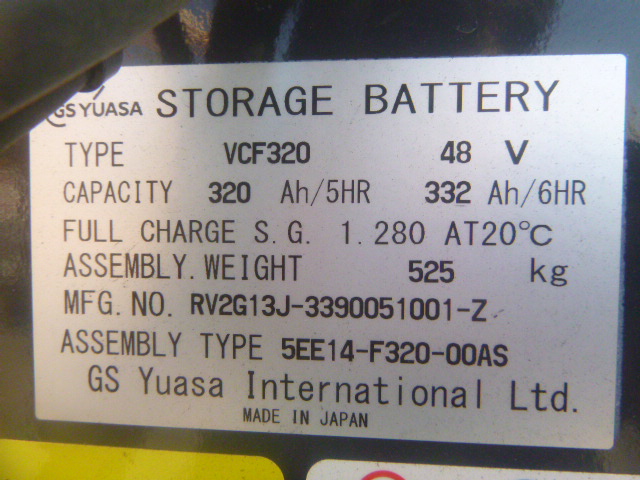 GS YUASA STORAGE BATTERY
TYPE VCF320 48 V
CAPACITY 320 Ah/5HR 332 Ah/6HR
FULL CHARGE S.G. 1.280 AT20℃
ASSEMBLY.WEIGHT 525 kg
MFG.NO. RV2G13J-3390051001-Z
ASSEMBLY TYPE 5EE14-F320-00AS
GS Yuasa International Ltd.
MADE IN JAPAN